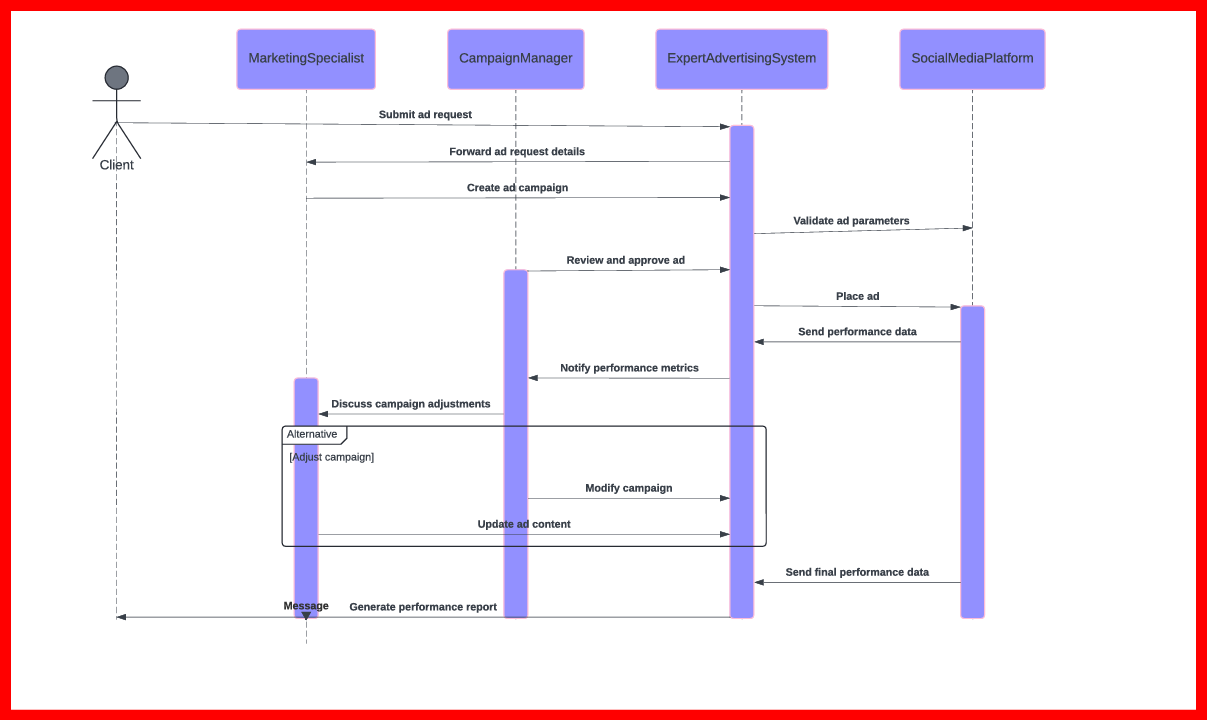 MarketingSpecialist
CampaignManager
ExpertAdvertisingSystem
SocialMediaPlatform
Client
Submit ad request
Forward ad request details
Create ad campaign
Validate ad parameters
Review and approve ad
Place ad
Send performance data
Notify performance metrics
Discuss campaign adjustments
Alternative
[Adjust campaign]
Modify campaign
Update ad content
Send final performance data
Message
Generate performance report